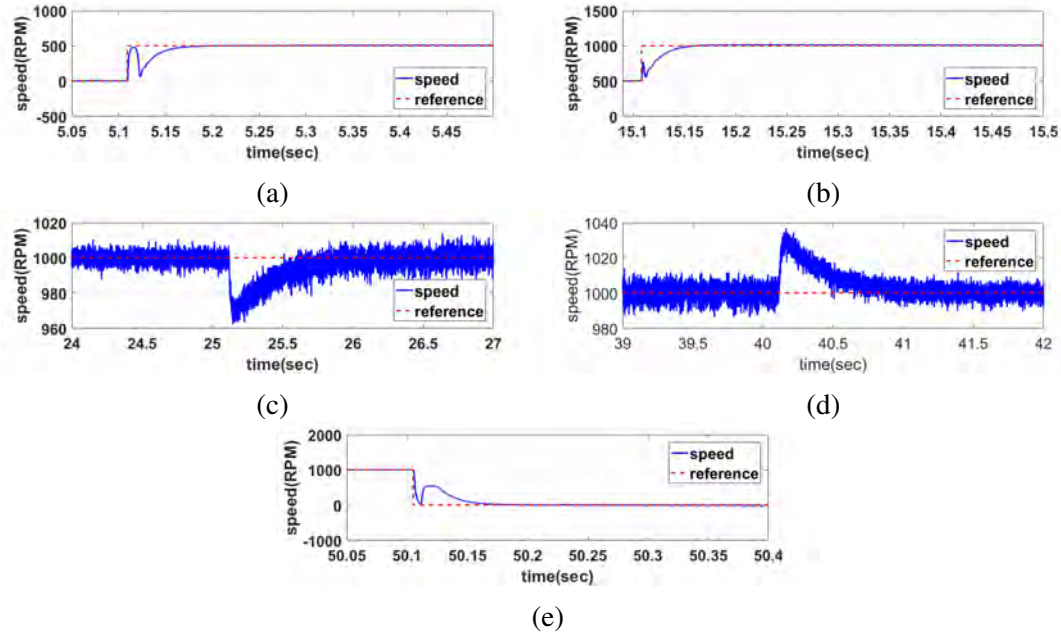 1000
500
0
-500
speed(RPM)
speed
reference
5.05 5.1 5.15 5.2 5.25 5.3 5.35 5.4 5.45
time(sec)
(a)
1500
1000
500
0
speed(RPM)
speed
reference
15.1 15.15 15.2 15.25 15.3 15.35 15.4 15.45 15.5
time(sec)
(b)
1020
1000
980
960
speed(RPM)
speed
reference
24 24.5 25 25.5 26 26.5 27
time(sec)
(c)
1040
1020
1000
980
speed(RPM)
speed
reference
39 39.5 40 40.5 41 41.5 42
time(sec)
(d)
2000
1000
0
-1000
speed(RPM)
speed
reference
50.05 50.1 50.15 50.2 50.25 50.3 50.35 50.4
time(sec)
(e)